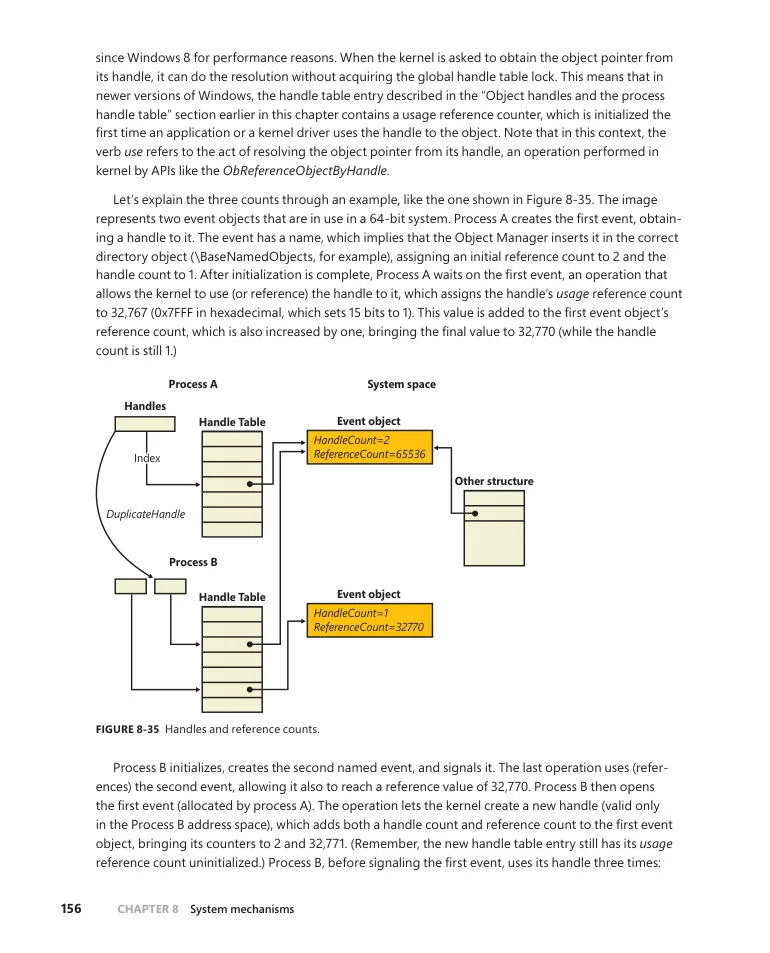 since Windows 8 for performance reasons. When the kernel is asked to obtain the object pointer from
its handle, it can do the resolution without acquiring the global handle table lock. This means that in
newer versions of Windows, the handle table entry described in the “Object handles and the process
handle table” section earlier in this chapter contains a usage reference counter, which is initialized the
first time an application or a kernel driver uses the handle to the object. Note that in this context, the
verb use refers to the act of resolving the object pointer from its handle, an operation performed in
kernel by APIs like the ObReferenceObjectByHandle.
Let’s explain the three counts through an example, like the one shown in Figure 8-35. The image
represents two event objects that are in use in a 64-bit system. Process A creates the first event, obtain-
ing a handle to it. The event has a name, which implies that the Object Manager inserts it in the correct
directory object (\BaseNamedObjects, for example), assigning an initial reference count to 2 and the
handle count to 1. After initialization is complete, Process A waits on the first event, an operation that
allows the kernel to use (or reference) the handle to it, which assigns the handle’s usage reference count
to 32,767 (0x7FFF in hexadecimal, which sets 15 bits to 1). This value is added to the first event object’s
reference count, which is also increased by one, bringing the final value to 32,770 (while the handle
count is still 1.)
Process A
System space
Handles
Handle Table
Event object
HandleCount=2
ReferenceCount=65536
Index
Other structure
DuplicateHandle
Process B
Handle Table
Event object
HandleCount=1
ReferenceCount=32770
FIGURE 8-35 Handles and reference counts.
Process B initializes, creates the second named event, and signals it. The last operation uses (refer-
ences) the second event, allowing it also to reach a reference value of 32,770. Process B then opens
the first event (allocated by process A). The operation lets the kernel create a new handle (valid only
in the Process B address space), which adds both a handle count and reference count to the first event
object, bringing its counters to 2 and 32,771. (Remember, the new handle table entry still has its usage
reference count uninitialized.) Process B, before signaling the first event, uses its handle three times:
156 CHAPTER 8 System mechanisms